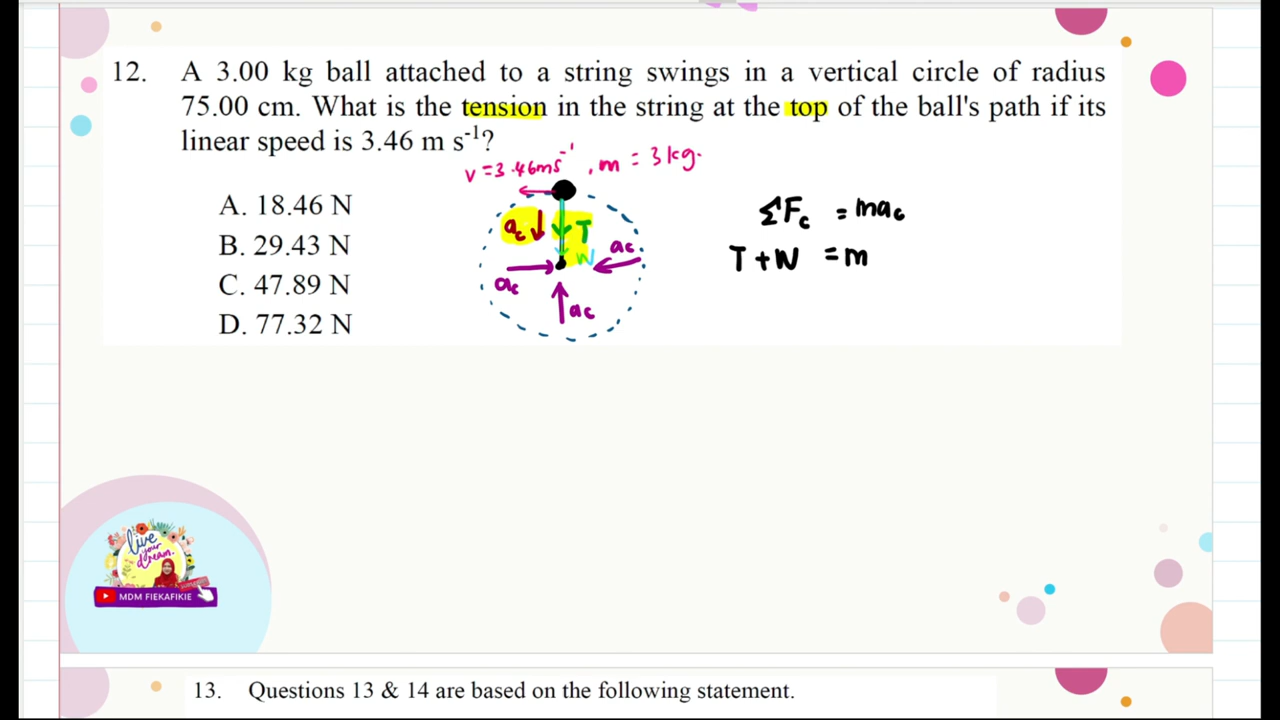 12. A 3.00 kg ball attached to a string swings in a vertical circle of radius
75.00 cm. What is the tension in the string at the top of the ball's path if its
linear speed is 3.46 m s⁻¹?
v = 3.46ms⁻¹, m = 3kg.
A. 18.46 N
B. 29.43 N
C. 47.89 N
D. 77.32 N
ac T
W ac
ac
ac
ΣFc = mac
T + W = m
live
your
dream.
MDM FIEKAFIKIE
13. Questions 13 & 14 are based on the following statement.